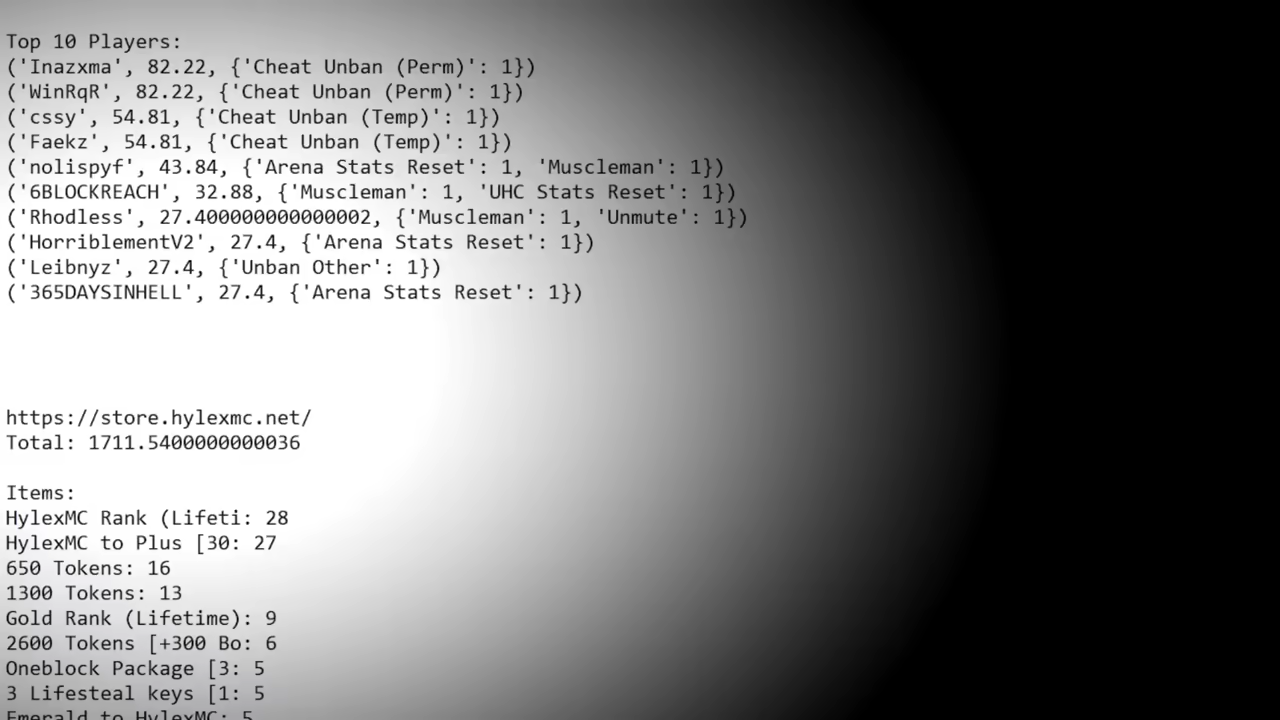 Top 10 Players:
('Inazxma', 82.22, {'Cheat Unban (Perm)': 1})
('WinRqR', 82.22, {'Cheat Unban (Perm)': 1})
('cssy', 54.81, {'Cheat Unban (Temp)': 1})
('Faekz', 54.81, {'Cheat Unban (Temp)': 1})
('nolispyf', 43.84, {'Arena Stats Reset': 1, 'Muscleman': 1})
('6BLOCKREACH', 32.88, {'Muscleman': 1, 'UHC Stats Reset': 1})
('Rhodless', 27.400000000000002, {'Muscleman': 1, 'Unmute': 1})
('HorriblementV2', 27.4, {'Arena Stats Reset': 1})
('Leibnyz', 27.4, {'Unban Other': 1})
('365DAYSINHELL', 27.4, {'Arena Stats Reset': 1})
https://store.hylexmc.net/
Total: 1711.5400000000036
Items:
HylexMC Rank (Lifeti: 28
HylexMC to Plus [30: 27
650 Tokens: 16
1300 Tokens: 13
Gold Rank (Lifetime): 9
2600 Tokens [+300 Bo: 6
Oneblock Package [3: 5
3 Lifesteal keys [1: 5
Emerald to HylexMC: 5